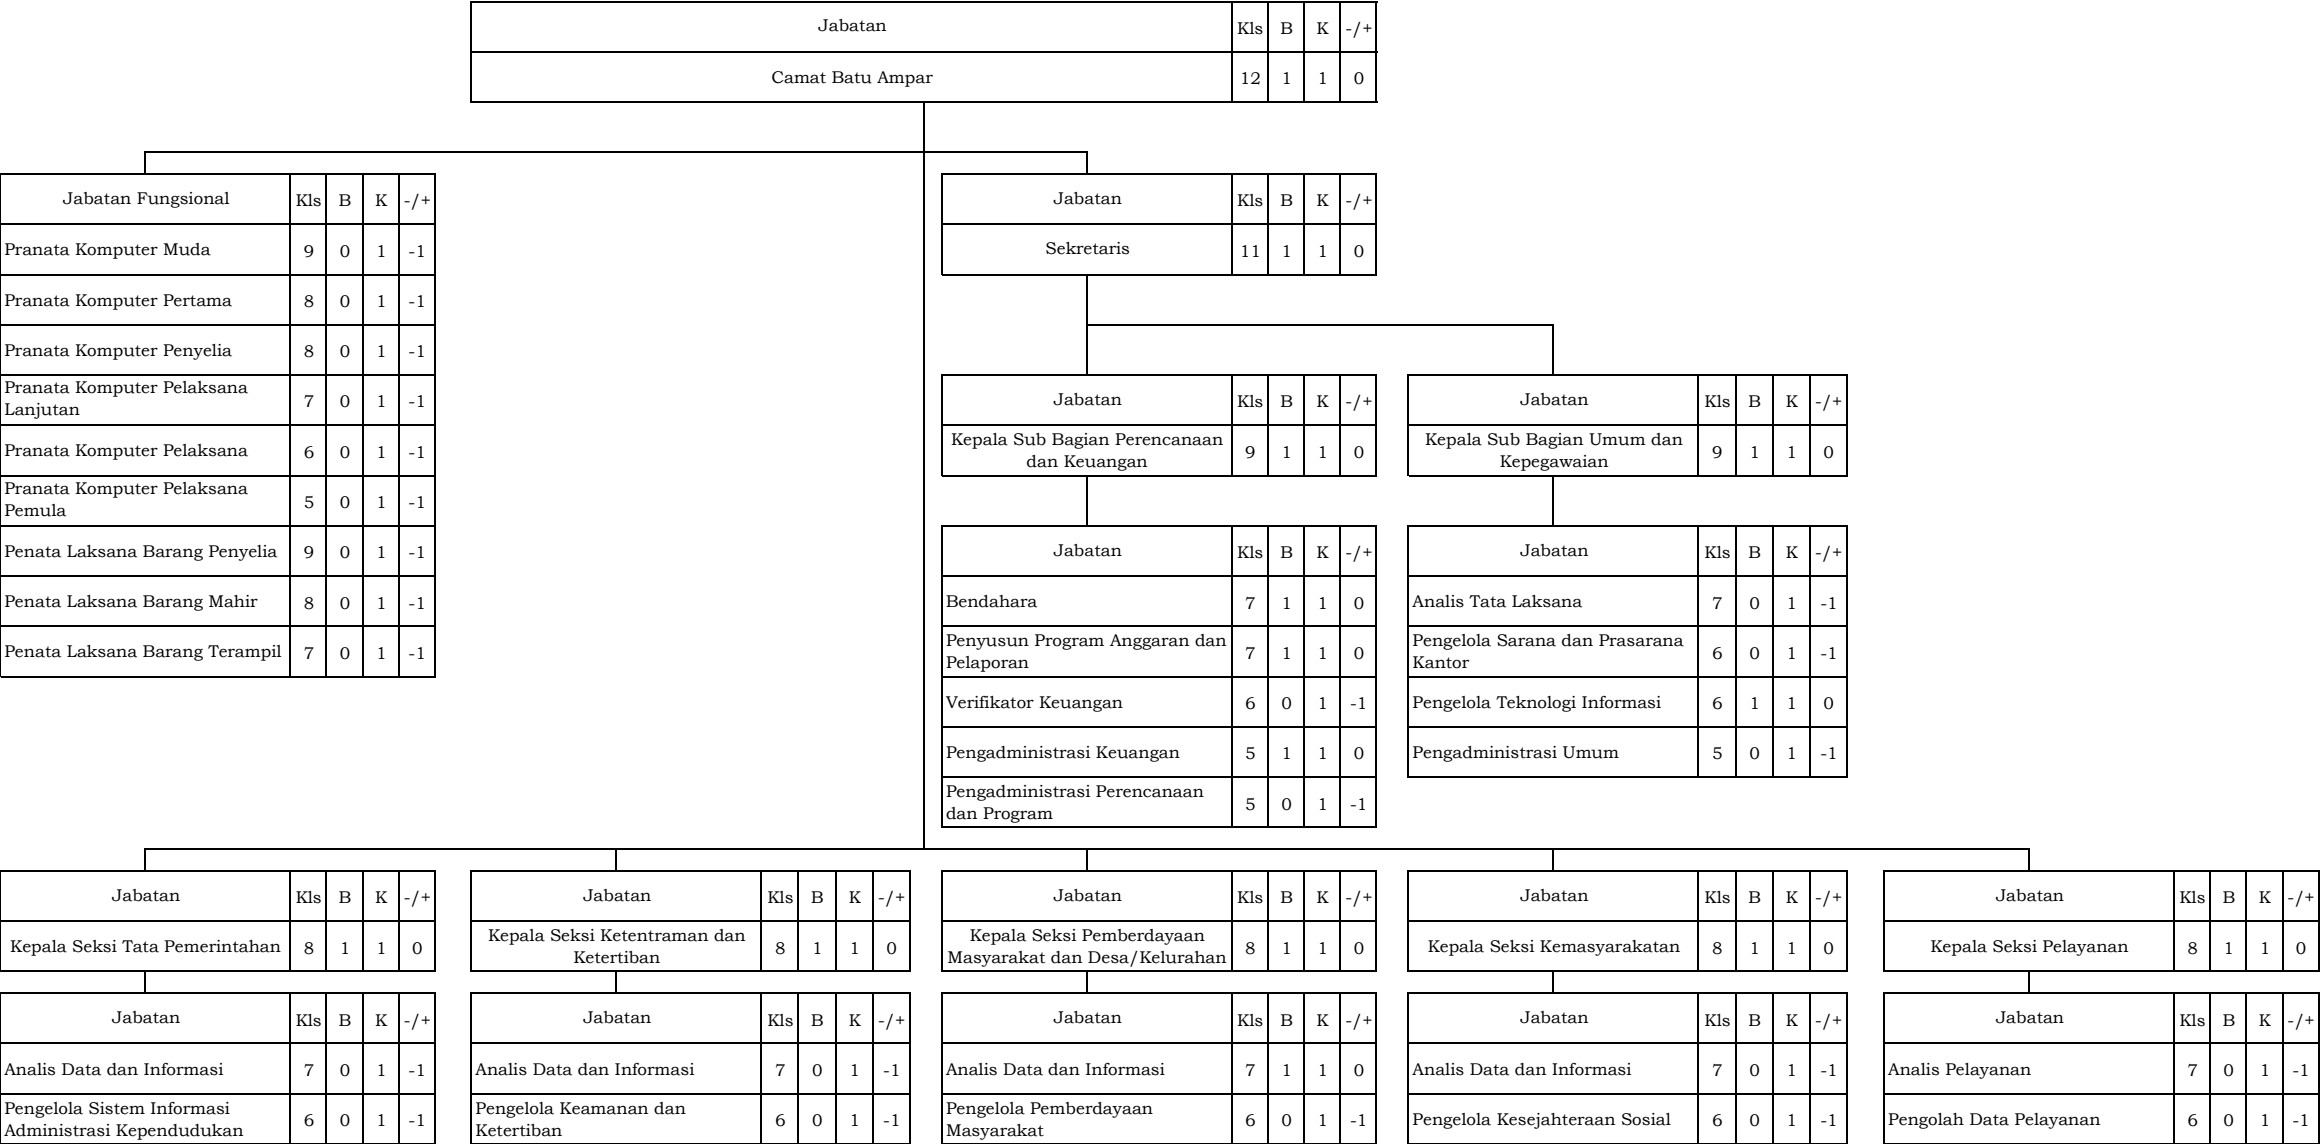 Jabatan Kls B K -/+
Camat Batu Ampar 12 1 1 0
Jabatan Fungsional Kls B K -/+
Pranata Komputer Muda 9 0 1 -1
Pranata Komputer Pertama 8 0 1 -1
Pranata Komputer Penyelia 8 0 1 -1
Pranata Komputer Pelaksana
Lanjutan 7 0 1 -1
Pranata Komputer Pelaksana 6 0 1 -1
Pranata Komputer Pelaksana
Pemula 5 0 1 -1
Penata Laksana Barang Penyelia 9 0 1 -1
Penata Laksana Barang Mahir 8 0 1 -1
Penata Laksana Barang Terampil 7 0 1 -1
Jabatan Kls B K -/+
Sekretaris 11 1 1 0
Jabatan Kls B K -/+
Kepala Sub Bagian Perencanaan
dan Keuangan 9 1 1 0
Jabatan Kls B K -/+
Bendahara 7 1 1 0
Penyusun Program Anggaran dan
Pelaporan 7 1 1 0
Verifikator Keuangan 6 0 1 -1
Pengadministrasi Keuangan 5 1 1 0
Pengadministrasi Perencanaan
dan Program 5 0 1 -1
Jabatan Kls B K -/+
Kepala Sub Bagian Umum dan
Kepegawaian 9 1 1 0
Jabatan Kls B K -/+
Analis Tata Laksana 7 0 1 -1
Pengelola Sarana dan Prasarana
Kantor 6 0 1 -1
Pengelola Teknologi Informasi 6 1 1 0
Pengadministrasi Umum 5 0 1 -1
Jabatan Kls B K -/+
Kepala Seksi Tata Pemerintahan 8 1 1 0
Jabatan Kls B K -/+
Analis Data dan Informasi 7 0 1 -1
Pengelola Sistem Informasi
Administrasi Kependudukan 6 0 1 -1
Jabatan Kls B K -/+
Kepala Seksi Ketentraman dan
Ketertiban 8 1 1 0
Jabatan Kls B K -/+
Analis Data dan Informasi 7 0 1 -1
Pengelola Keamanan dan
Ketertiban 6 0 1 -1
Jabatan Kls B K -/+
Kepala Seksi Pemberdayaan
Masyarakat dan Desa/Kelurahan 8 1 1 0
Jabatan Kls B K -/+
Analis Data dan Informasi 7 1 1 0
Pengelola Pemberdayaan
Masyarakat 6 0 1 -1
Jabatan Kls B K -/+
Kepala Seksi Kemasyarakatan 8 1 1 0
Jabatan Kls B K -/+
Analis Data dan Informasi 7 0 1 -1
Pengelola Kesejahteraan Sosial 6 0 1 -1
Jabatan Kls B K -/+
Kepala Seksi Pelayanan 8 1 1 0
Jabatan Kls B K -/+
Analis Pelayanan 7 0 1 -1
Pengolah Data Pelayanan 6 0 1 -1